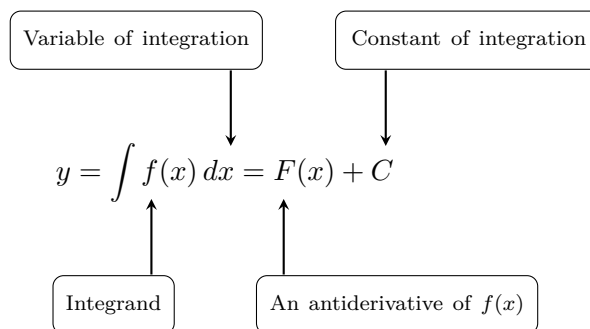 Variable of integration
Constant of integration
y = ∫ f(x) dx = F(x) + C
Integrand
An antiderivative of f(x)